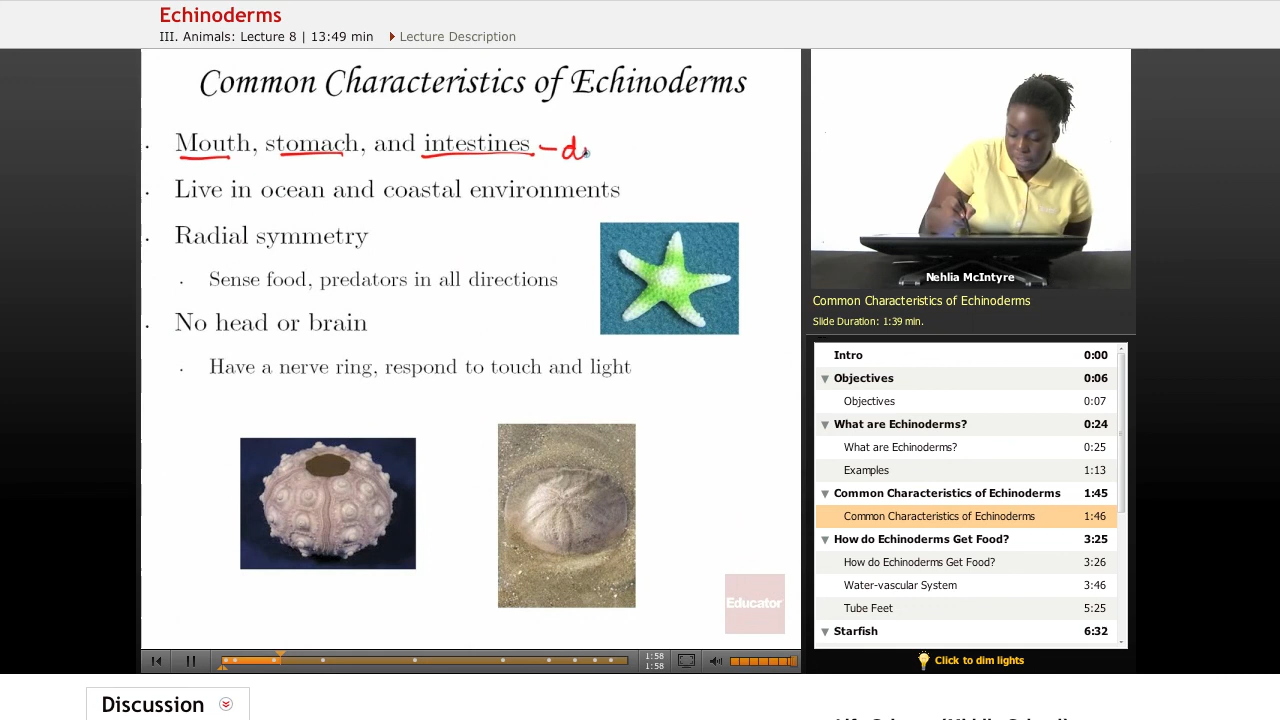 Echinoderms
III. Animals: Lecture 8 | 13:49 min Lecture Description
Common Characteristics of Echinoderms
Mouth, stomach, and intestines - d
Live in ocean and coastal environments
Radial symmetry
Sense food, predators in all directions
No head or brain
Have a nerve ring, respond to touch and light
Educator
1:58
1:58
Nehlia McIntyre
Common Characteristics of Echinoderms
Slide Duration: 1:39 min.
Intro 0:00
Objectives 0:06
Objectives 0:07
What are Echinoderms? 0:24
What are Echinoderms? 0:25
Examples 1:13
Common Characteristics of Echinoderms 1:45
Common Characteristics of Echinoderms 1:46
How do Echinoderms Get Food? 3:25
How do Echinoderms Get Food? 3:26
Water-vascular System 3:46
Tube Feet 5:25
Starfish 6:32
Click to dim lights
Discussion